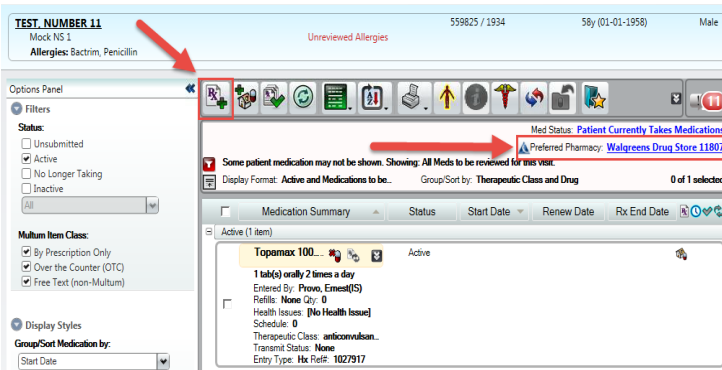 TEST, NUMBER 11 559825 / 1934 58y (01-01-1958) Male
Mock NS 1 Unreviewed Allergies
Allergies: Bactrim, Penicillin
Options Panel
Filters
Status:
Unsubmitted
Active
No Longer Taking
Inactive
All
Multum Item Class:
By Prescription Only
Over the Counter (OTC)
Free Text (non-Multum)
Display Styles
Group/Sort Medication by:
Start Date
11
Med Status: Patient Currently Takes Medications
Preferred Pharmacy: Walgreens Drug Store 11807
Some patient medication may not be shown. Showing: All Meds to be reviewed for this visit.
Display Format: Active and Medications to be.. Group/Sort by: Therapeutic Class and Drug 0 of 1 selected
Medication Summary Status Start Date Renew Date Rx End Date
Active (1 item)
Topamax 100... Active
1 tab(s) orally 2 times a day
Entered By: Provo, Ernest(IS)
Refills: None Qty: 0
Health Issues: [No Health Issue]
Schedule: 0
Therapeutic Class: anticonvulsan...
Transmit Status: None
Entry Type: Hx Ref#: 1027917